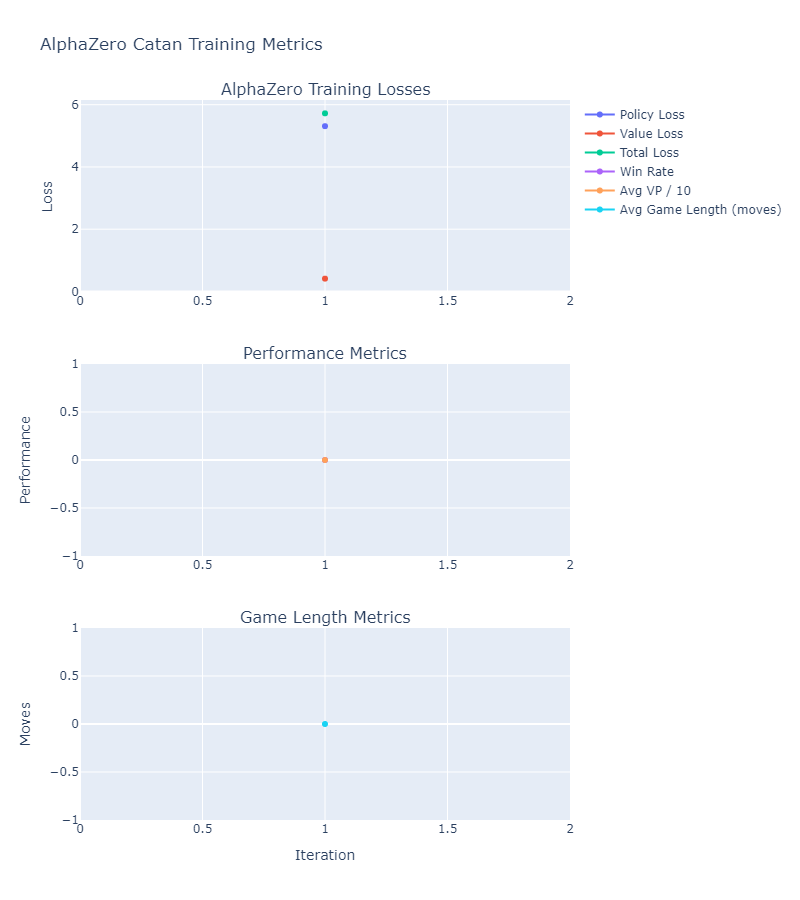 AlphaZero Catan Training Metrics
AlphaZero Training Losses
6
4
2
0
Loss
0
0.5
1
1.5
2
Policy Loss
Value Loss
Total Loss
Win Rate
Avg VP / 10
Avg Game Length (moves)
Performance Metrics
1
0.5
0
−0.5
−1
Performance
0
0.5
1
1.5
2
Game Length Metrics
1
0.5
0
−0.5
−1
Moves
0
0.5
1
1.5
2
Iteration